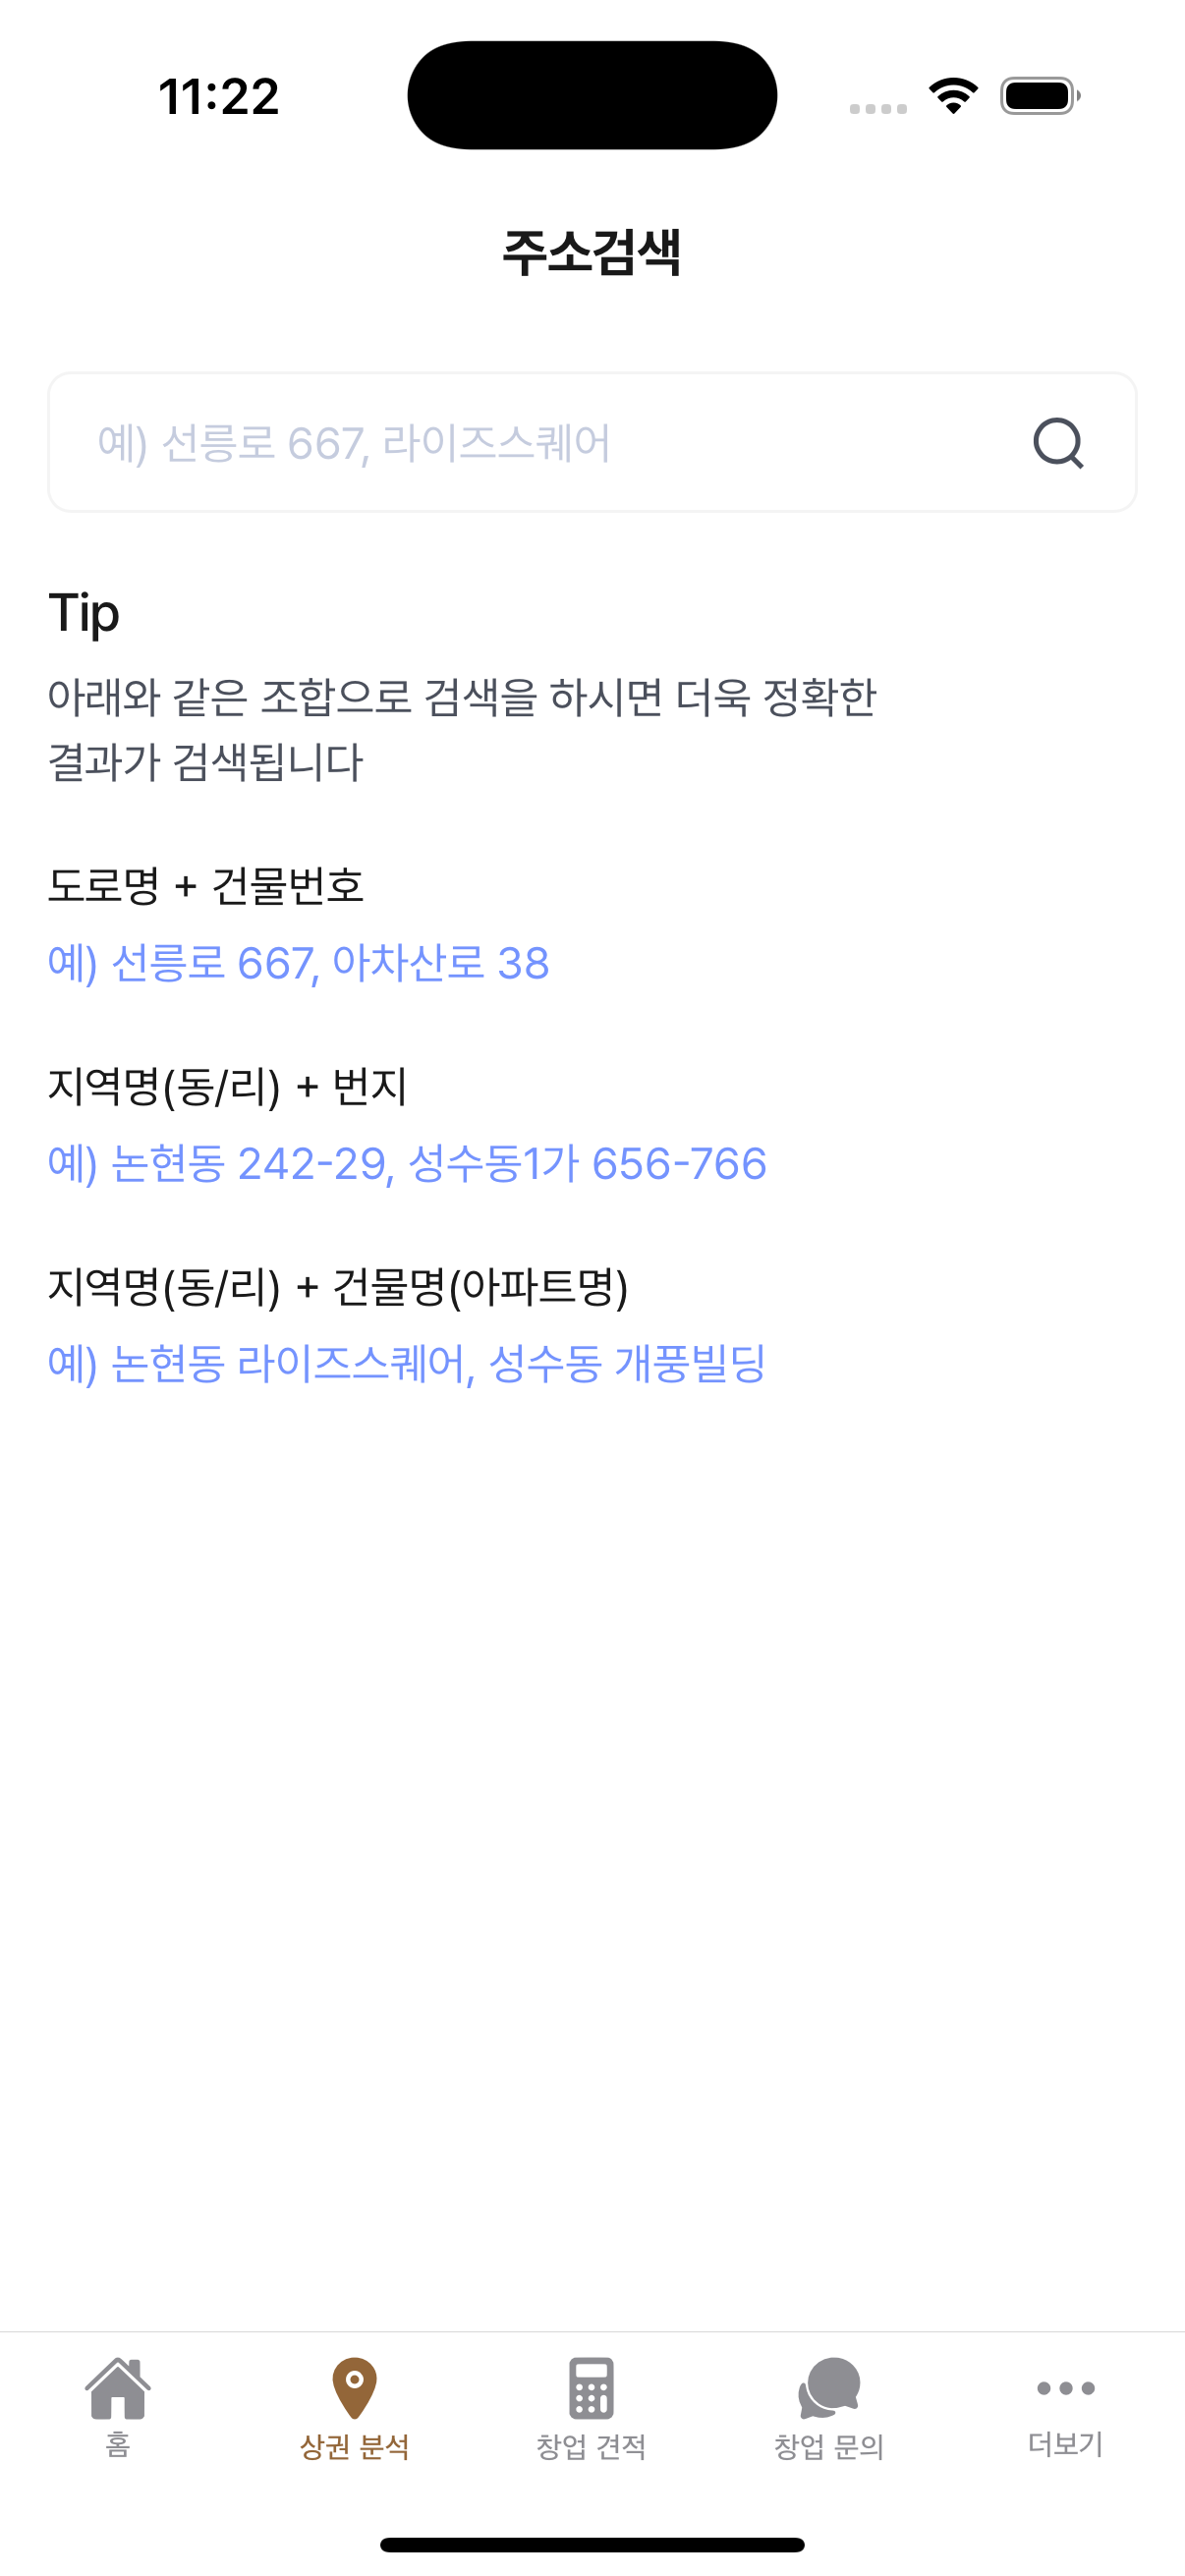 11:22
주소검색
예) 선릉로 667, 라이즈스퀘어
Tip
아래와 같은 조합으로 검색을 하시면 더욱 정확한
결과가 검색됩니다
도로명 + 건물번호
예) 선릉로 667, 아차산로 38
지역명(동/리) + 번지
예) 논현동 242-29, 성수동1가 656-766
지역명(동/리) + 건물명(아파트명)
예) 논현동 라이즈스퀘어, 성수동 개풍빌딩
홈
상권 분석
창업 견적
창업 문의
더보기